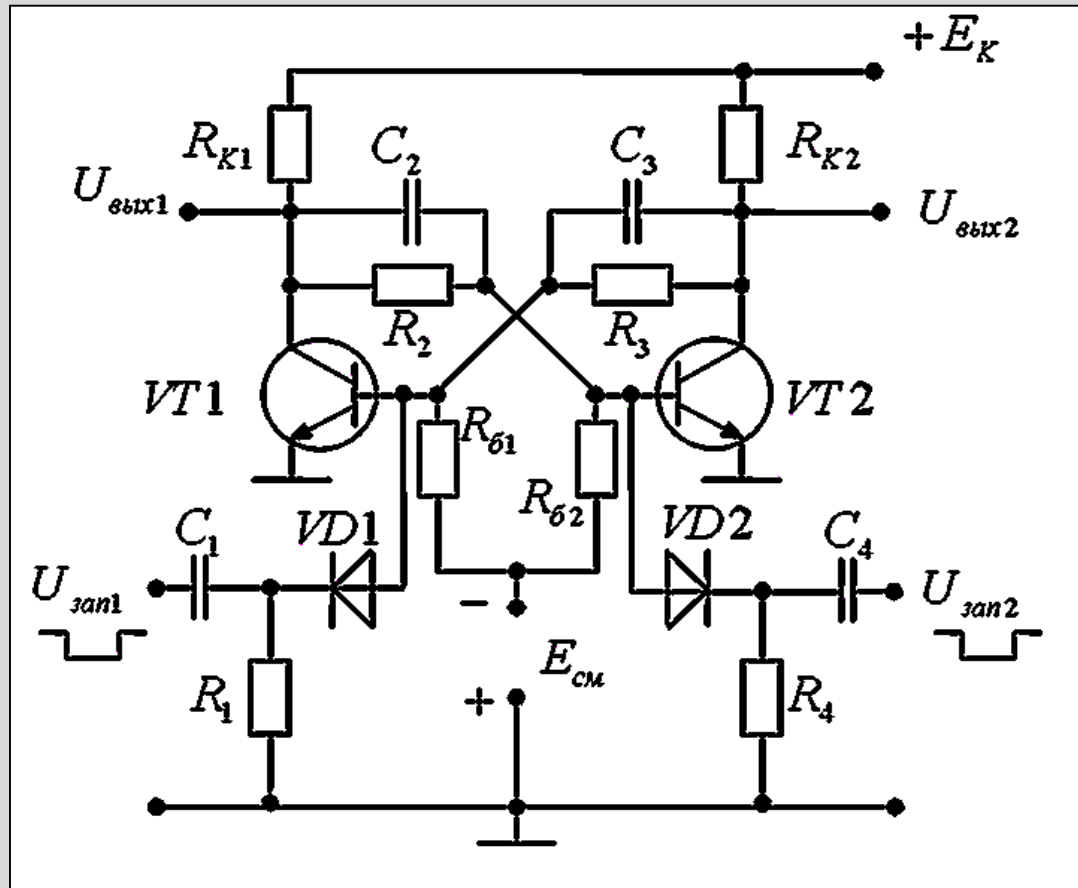 + E_K
R_K1
C_2
C_3
R_K2
U_вых1
U_вых2
R_2
R_3
VT1
VT2
R_б1
R_б2
C_1
VD1
VD2
C_4
U_зап1
U_зап2
-
E_см
+
R_1
R_4